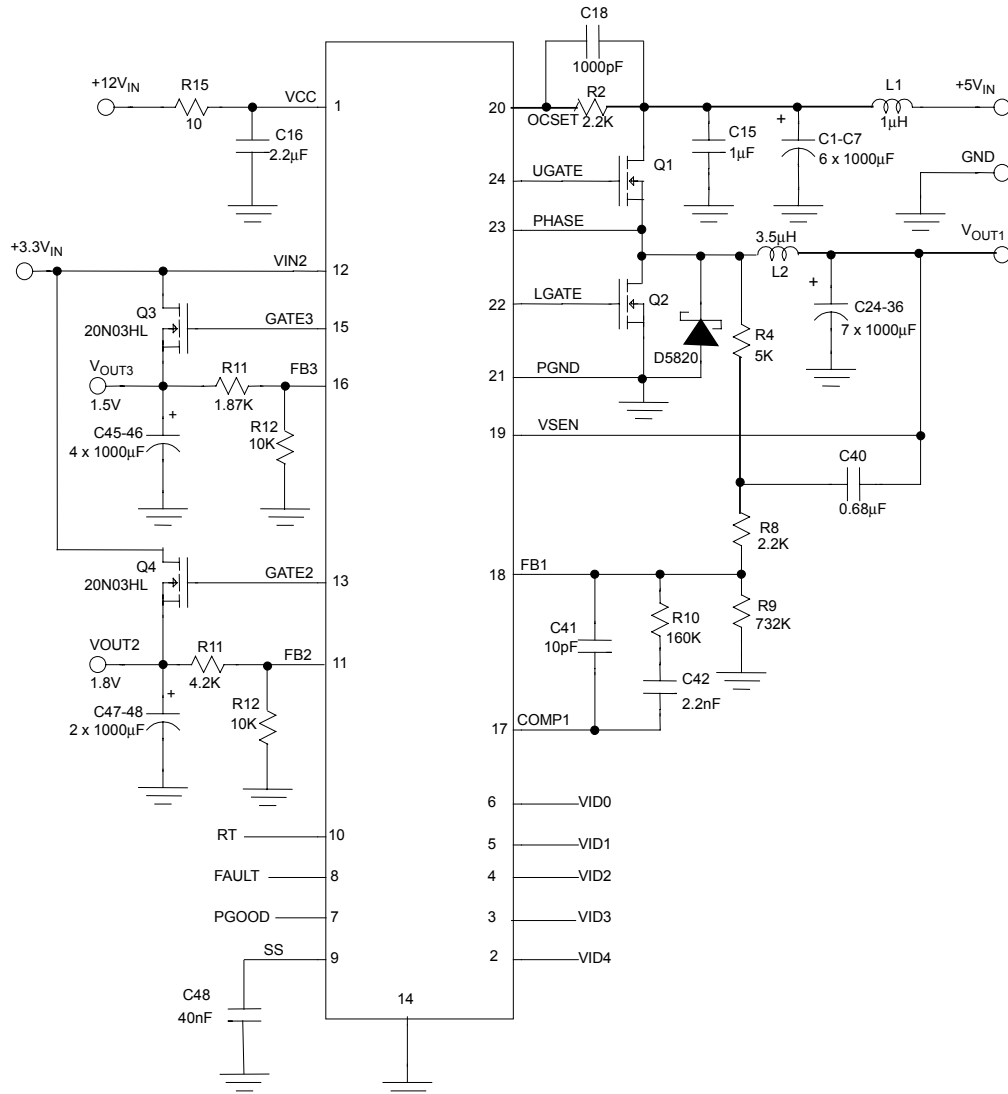 C18
1000pF
+12VIN
R15
10
VCC
1
C16
2.2µF
20
OCSET
R2
2.2K
L1
1µH
+5VIN
C15
1µF
+
C1-C7
6 x 1000µF
GND
24
UGATE
Q1
23
PHASE
+3.3VIN
VIN2
12
3.5µH
L2
VOUT1
Q3
20N03HL
GATE3
15
22
LGATE
Q2
+
C24-36
7 x 1000µF
D5820
R4
5K
VOUT3
1.5V
R11
1.87K
FB3
16
21
PGND
+
C45-46
4 x 1000µF
R12
10K
19
VSEN
C40
0.68µF
R8
2.2K
Q4
20N03HL
GATE2
13
18
FB1
R9
732K
C41
10pF
R10
160K
C42
2.2nF
VOUT2
1.8V
R11
4.2K
FB2
11
+
C47-48
2 x 1000µF
R12
10K
17
COMP1
6
VID0
RT
10
5
VID1
FAULT
8
4
VID2
PGOOD
7
3
VID3
SS
9
2
VID4
C48
40nF
14